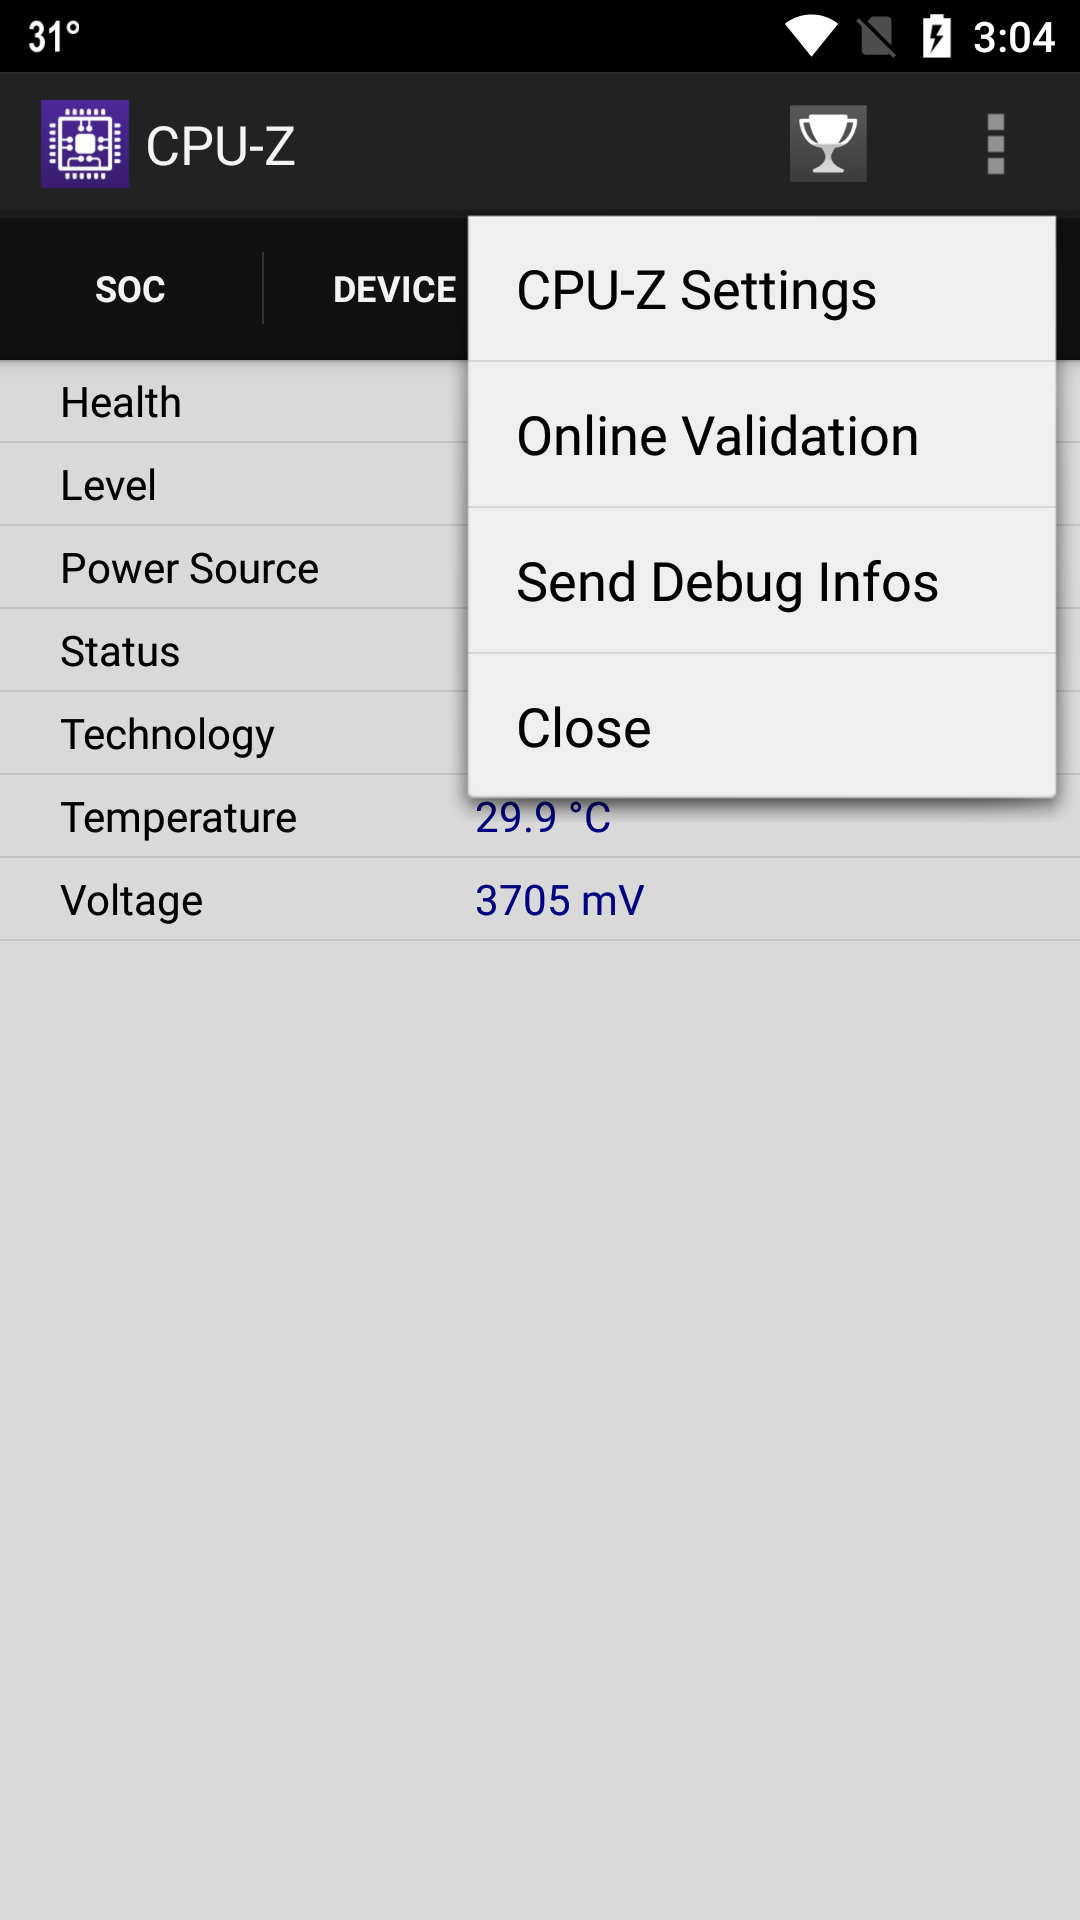 31° 3:04
CPU-Z
SOC DEVICE
CPU-Z Settings
Online Validation
Send Debug Infos
Close
Health
Level
Power Source
Status
Technology
Temperature 29.9 °C
Voltage 3705 mV